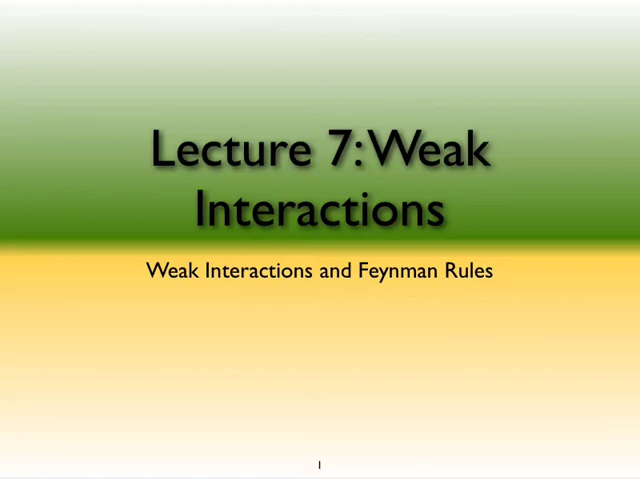 Lecture 7: Weak
Interactions
Weak Interactions and Feynman Rules
1